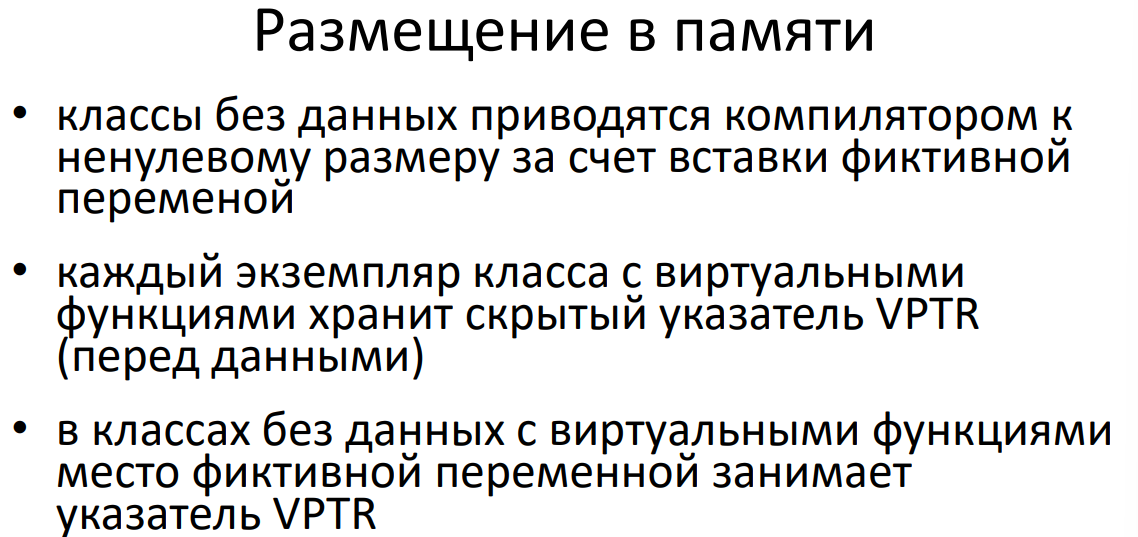 Размещение в памяти
• классы без данных приводятся компилятором к
ненулевому размеру за счет вставки фиктивной
переменой
• каждый экземпляр класса с виртуальными
функциями хранит скрытый указатель VPTR
(перед данными)
• в классах без данных с виртуальными функциями
место фиктивной переменной занимает
указатель VPTR